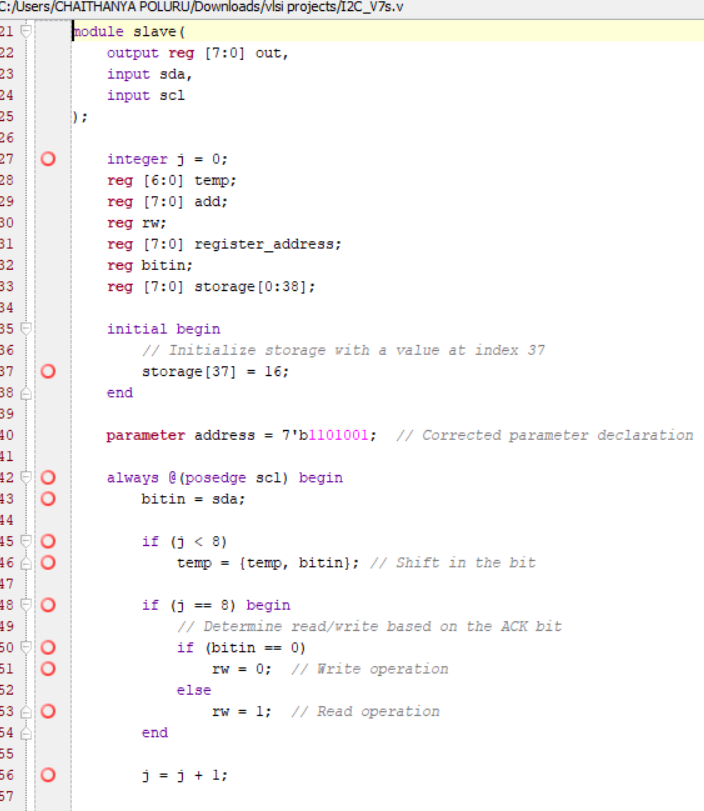 C:/Users/CHAITHANYA POLURU/Downloads/vlsi projects/I2C_V7s.v
21 module slave(
22     output reg [7:0] out,
23     input sda,
24     input scl
25 );
26
27     integer j = 0;
28     reg [6:0] temp;
29     reg [7:0] add;
30     reg rw;
31     reg [7:0] register_address;
32     reg bitin;
33     reg [7:0] storage[0:38];
34
35     initial begin
36         // Initialize storage with a value at index 37
37         storage[37] = 16;
38     end
39
40     parameter address = 7'b1101001;  // Corrected parameter declaration
41
42     always @(posedge scl) begin
43         bitin = sda;
44
45         if (j < 8)
46             temp = {temp, bitin}; // Shift in the bit
47
48         if (j == 8) begin
49             // Determine read/write based on the ACK bit
50             if (bitin == 0)
51                 rw = 0;  // Write operation
52             else
53                 rw = 1;  // Read operation
54         end
55
56         j = j + 1;
57